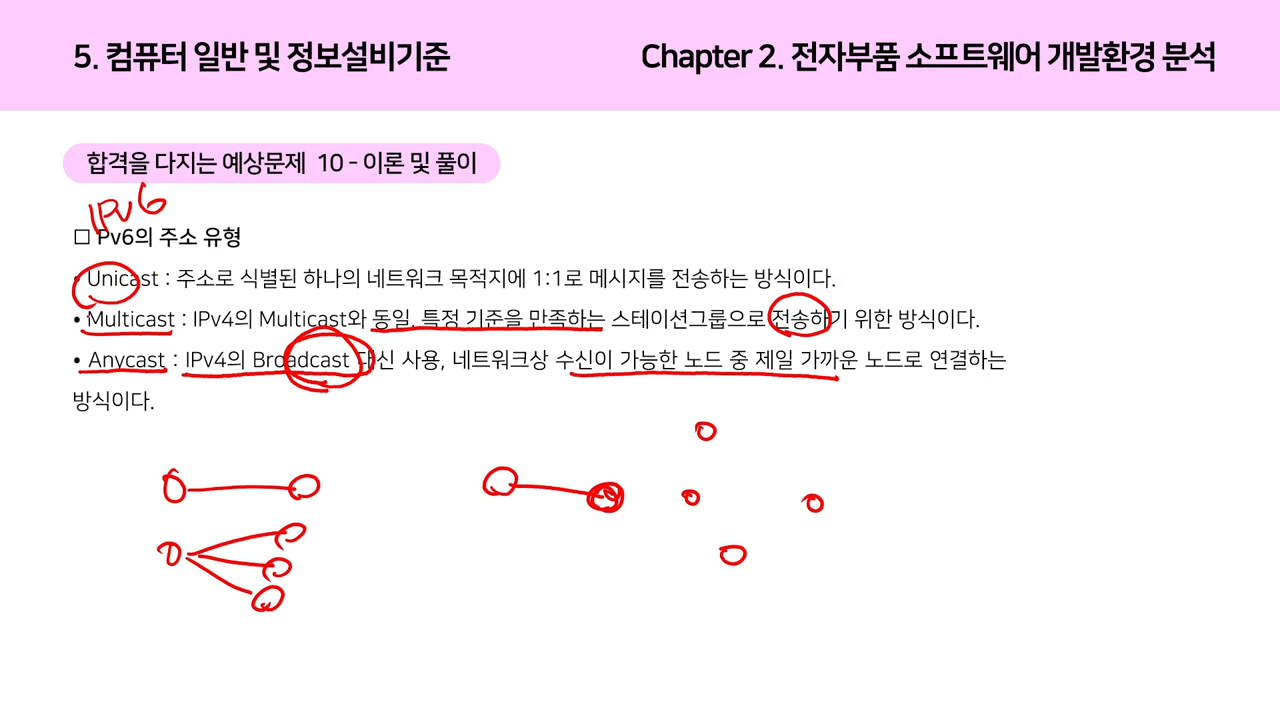 5. 컴퓨터 일반 및 정보설비기준
Chapter 2. 전자부품 소프트웨어 개발환경 분석
합격을 다지는 예상문제 10 - 이론 및 풀이
IPv6
□ Pv6의 주소 유형
• Unicast : 주소로 식별된 하나의 네트워크 목적지에 1:1로 메시지를 전송하는 방식이다.
• Multicast : IPv4의 Multicast와 동일, 특정 기준을 만족하는 스테이션그룹으로 전송하기 위한 방식이다.
• Anycast : IPv4의 Broadcast 대신 사용, 네트워크상 수신이 가능한 노드 중 제일 가까운 노드로 연결하는
방식이다.